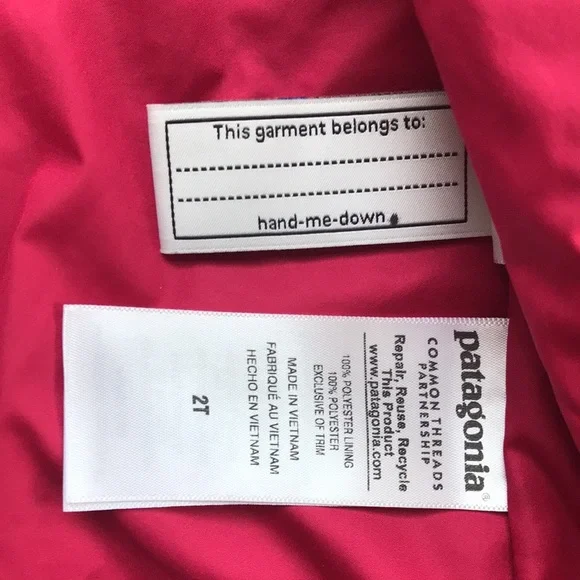 This garment belongs to:
hand-me-down
patagonia®
COMMON THREADS
PARTNERSHIP
Repair, Reuse, Recycle
This Product
www.patagonia.com
100% POLYESTER LINING
100% POLYESTER
EXCLUSIVE OF TRIM
MADE IN VIETNAM
FABRIQUÉ AU VIETNAM
HECHO EN VIETNAM
2T